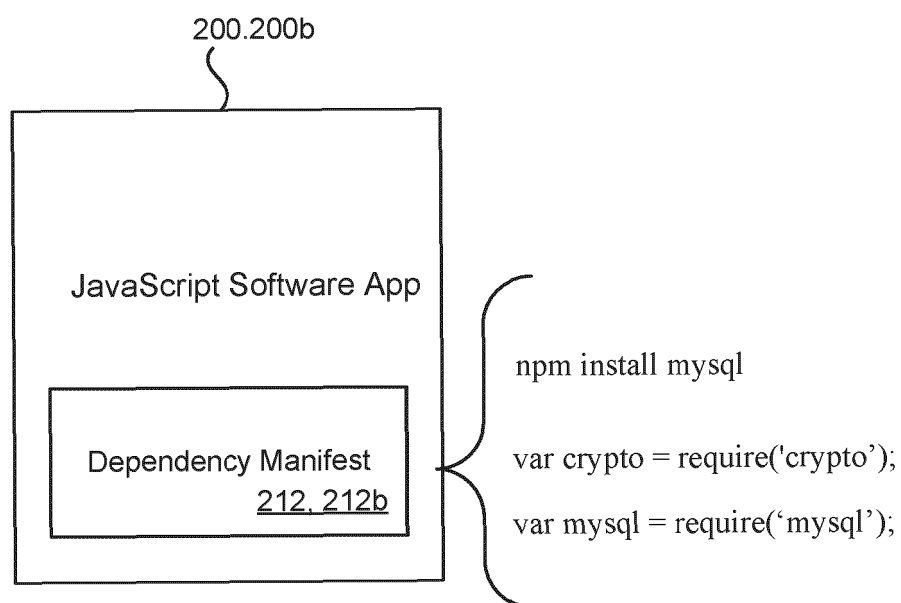 200.200b
JavaScript Software App
Dependency Manifest
212, 212b
npm install mysql
var crypto = require('crypto’);
var mysql = require(‘mysql’);